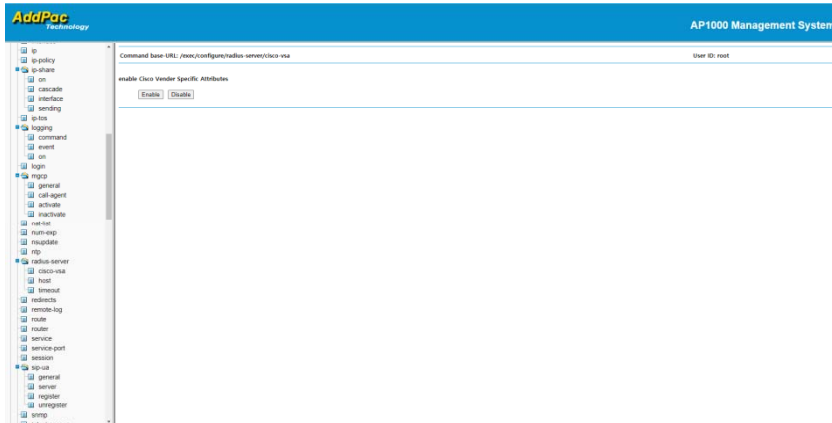 AddPac
Technology
AP1000 Management System
ip
ip-policy
ip-share
on
cascade
interface
sending
ip-tos
logging
command
event
on
login
mgcp
general
call-agent
activate
inactivate
nat-list
num-exp
nsupdate
ntp
radius-server
cisco-vsa
host
timeout
redirects
remote-log
route
router
service
service-port
session
sip-ua
general
server
register
unregister
snmp
Command base-URL: /exec/configure/radius-server/cisco-vsa User ID: root
enable Cisco Vender Specific Attributes
Enable Disable